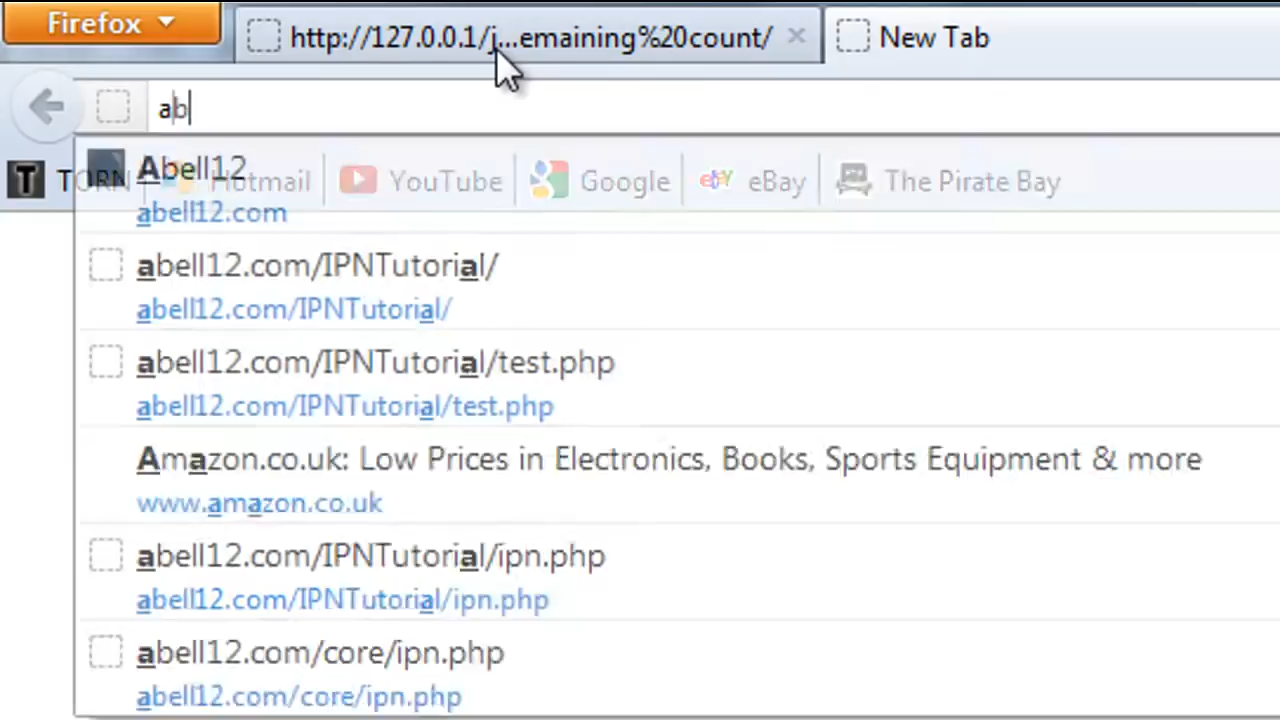 Firefox
http://127.0.0.1/j...emaining%20count/
New Tab
ab
Abell12
TORN Hotmail YouTube Google eBay The Pirate Bay
abell12.com
abell12.com/IPNTutorial/
abell12.com/IPNTutorial/
abell12.com/IPNTutorial/test.php
abell12.com/IPNTutorial/test.php
Amazon.co.uk: Low Prices in Electronics, Books, Sports Equipment & more
www.amazon.co.uk
abell12.com/IPNTutorial/ipn.php
abell12.com/IPNTutorial/ipn.php
abell12.com/core/ipn.php
abell12.com/core/ipn.php